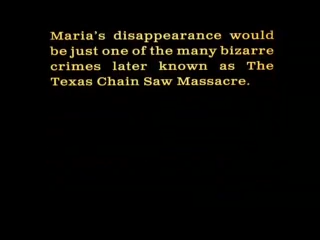 Maria's disappearance would
be just one of the many bizarre
crimes later known as The
Texas Chain Saw Massacre.